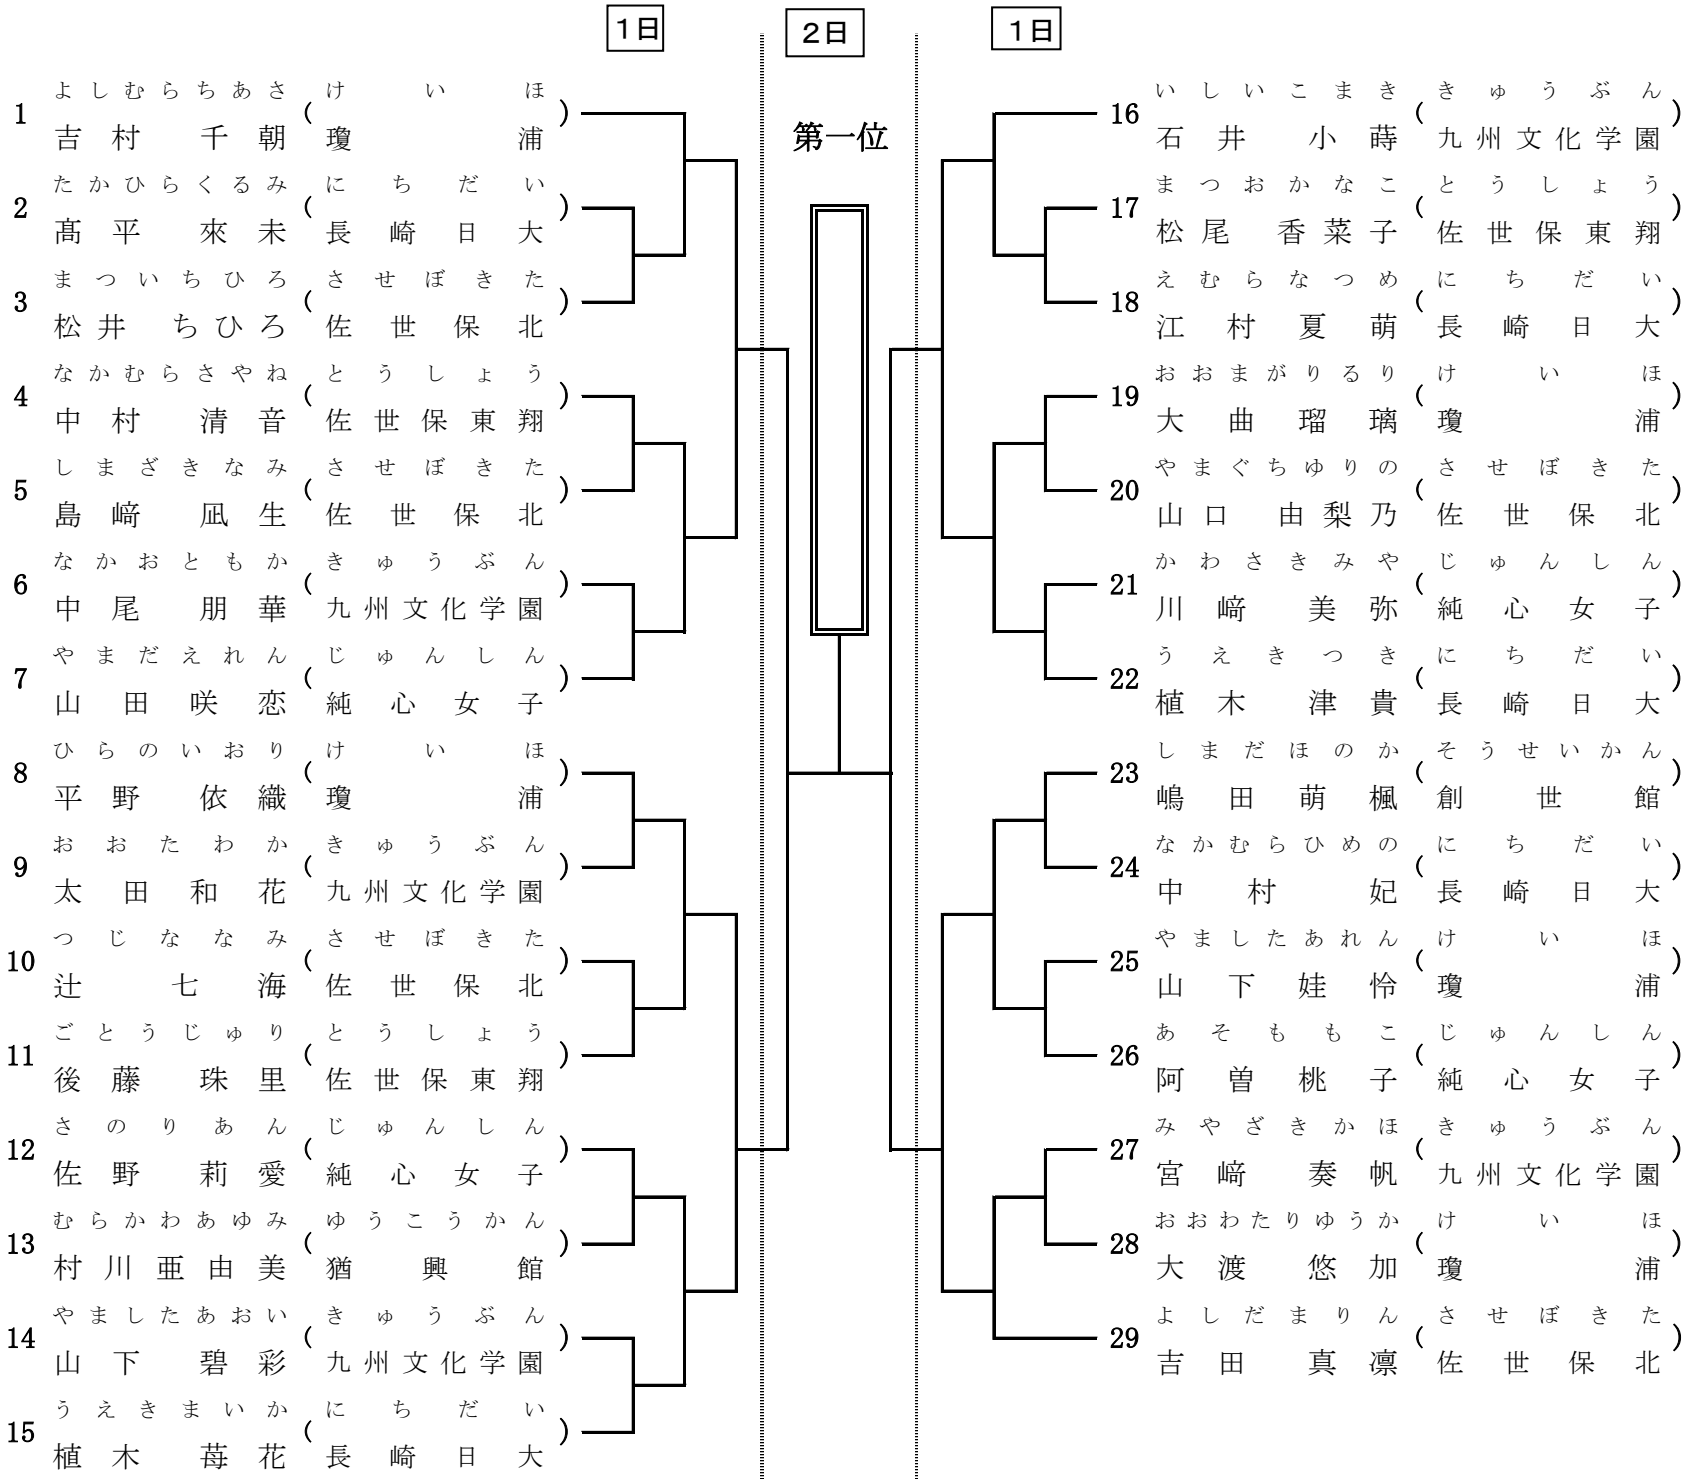 1日 2日 1日
第一位
よしむらちあさ けいほ
1 吉村 千朝 (瓊浦)
たかひらくるみ にちだい
2 髙平 來未 (長崎日大)
まついちひろ させぼきた
3 松井 ちひろ (佐世保北)
なかむらさやね とうしょう
4 中村 清音 (佐世保東翔)
しまざきなみ させぼきた
5 島﨑 凪生 (佐世保北)
なかおともか きゅうぶん
6 中尾 朋華 (九州文化学園)
やまだえれん じゅんしん
7 山田咲恋 (純心女子)
ひらのいおり けいほ
8 平野 依織 (瓊浦)
おおたわか きゅうぶん
9 太田和花 (九州文化学園)
つじななみ させぼきた
10 辻 七海 (佐世保北)
ごとうじゅり とうしょう
11 後藤 珠里 (佐世保東翔)
さのりあん じゅんしん
12 佐野 莉愛 (純心女子)
むらかわあゆみ ゆうこうかん
13 村川亜由美 (猶興館)
やましたあおい きゅうぶん
14 山下 碧彩 (九州文化学園)
うえきまいか にちだい
15 植木 苺花 (長崎日大)
いしいこまき きゅうぶん
16 石井 小蒔 (九州文化学園)
まつおかなこ とうしょう
17 松尾 香菜子 (佐世保東翔)
えむらなつめ にちだい
18 江村夏萌 (長崎日大)
おおまがりるり けいほ
19 大曲瑠璃 (瓊浦)
やまぐちゆりの させぼきた
20 山口 由梨乃 (佐世保北)
かわさきみや じゅんしん
21 川﨑 美弥 (純心女子)
うえきつき にちだい
22 植木 津貴 (長崎日大)
しまだほのか そうせいかん
23 嶋田萌楓 (創世館)
なかむらひめの にちだい
24 中村 妃 (長崎日大)
やましたあれん けいほ
25 山下娃怜 (瓊浦)
あそももこ じゅんしん
26 阿曽桃子 (純心女子)
みやざきかほ きゅうぶん
27 宮﨑 奏帆 (九州文化学園)
おおわたりゆうか けいほ
28 大渡 悠加 (瓊浦)
よしだまりん させぼきた
29 吉田 真凛 (佐世保北)